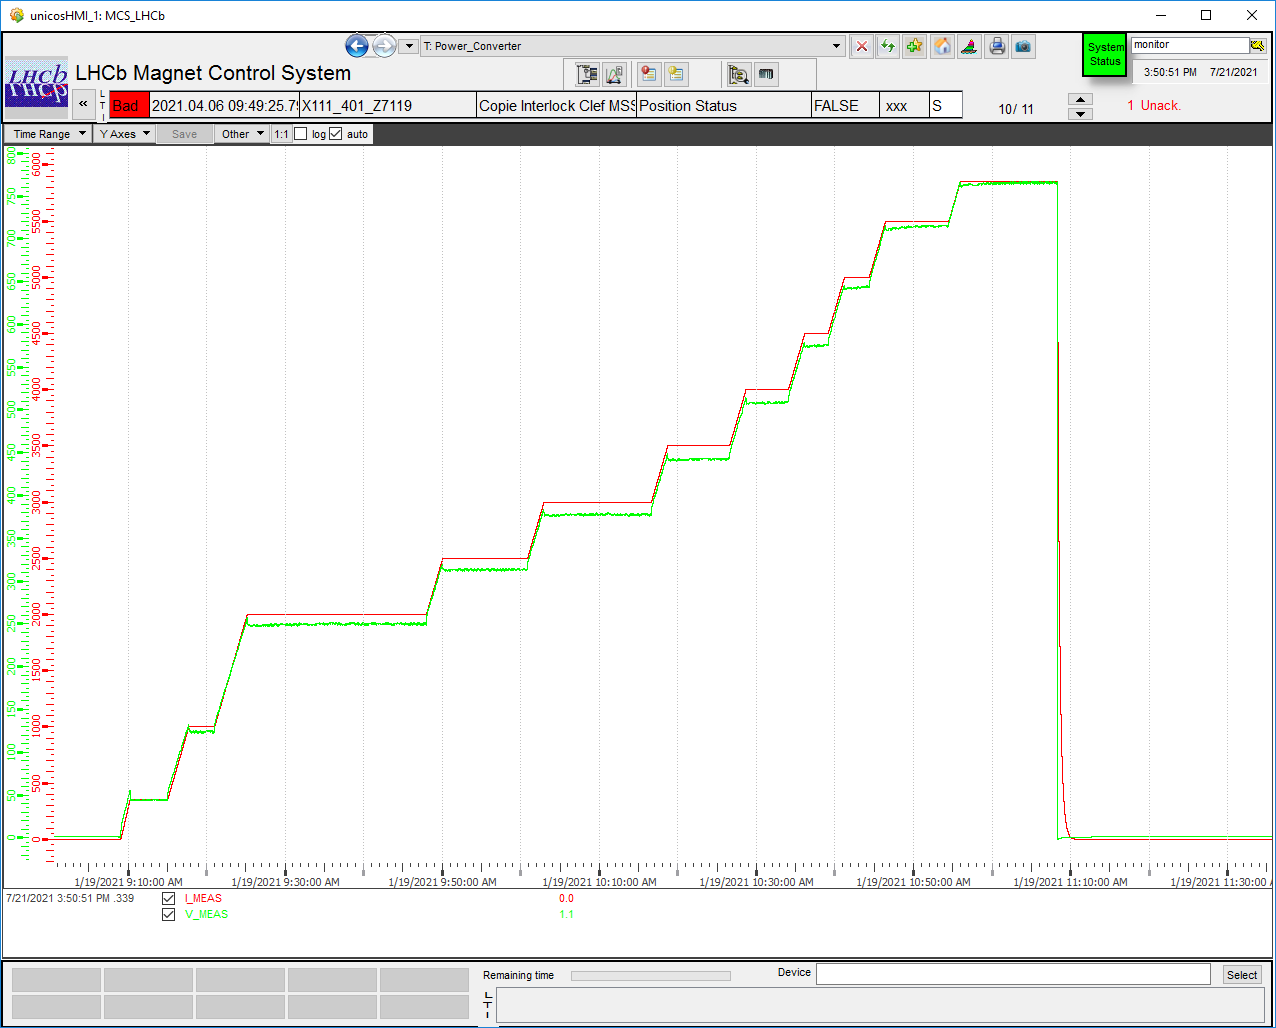 unicosHMI_1: MCS_LHCb
T: Power_Converter
System Status
monitor
LHCb
LHCb
LHCb Magnet Control System
3:50:51 PM 7/21/2021
«
L T I
Bad 2021.04.06 09:49:25.75 X111_401_Z7119 Copie Interlock Clef MSS Position Status FALSE xxx S
10/ 11
1 Unack.
Time Range Y Axes Save Other 1:1 log auto
800
750
700
650
600
550
500
450
400
350
300
250
200
150
100
50
0
6000
5500
5000
4500
4000
3500
3000
2500
2000
1500
1000
500
0
1/19/2021 9:10:00 AM 1/19/2021 9:30:00 AM 1/19/2021 9:50:00 AM 1/19/2021 10:10:00 AM 1/19/2021 10:30:00 AM 1/19/2021 10:50:00 AM 1/19/2021 11:10:00 AM 1/19/2021 11:30:00 AM
7/21/2021 3:50:51 PM .339 I_MEAS 0.0
V_MEAS 1.1
Remaining time Device Select
L T I